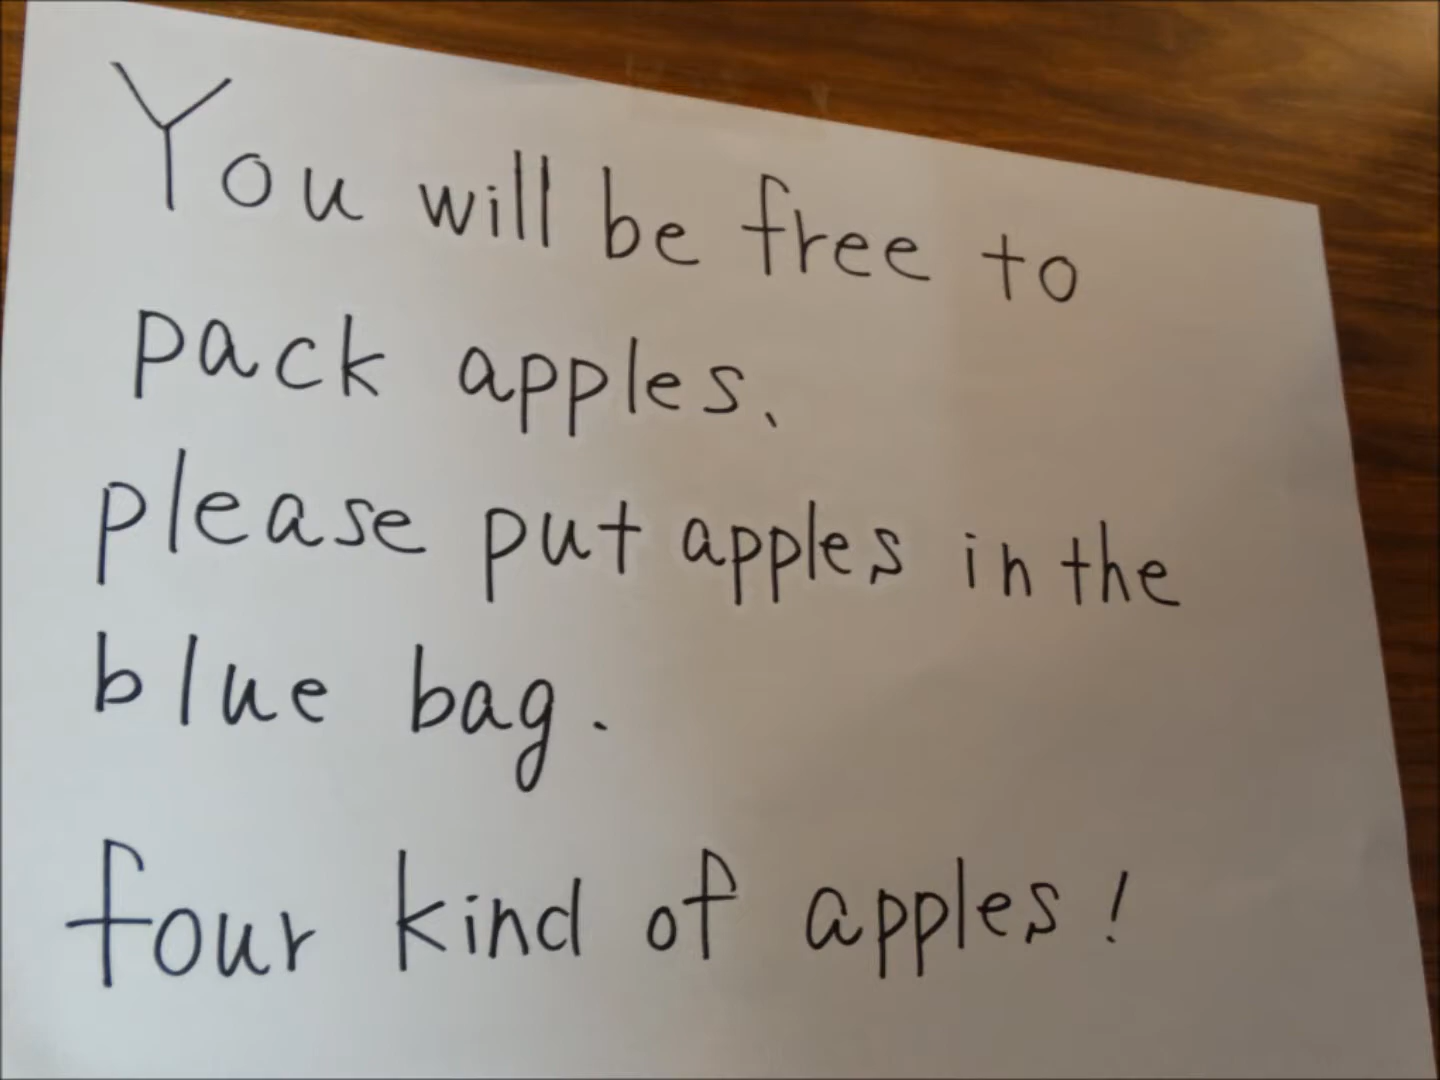 You will be free to
pack apples、
please put apples in the
blue bag.
four kind of apples!